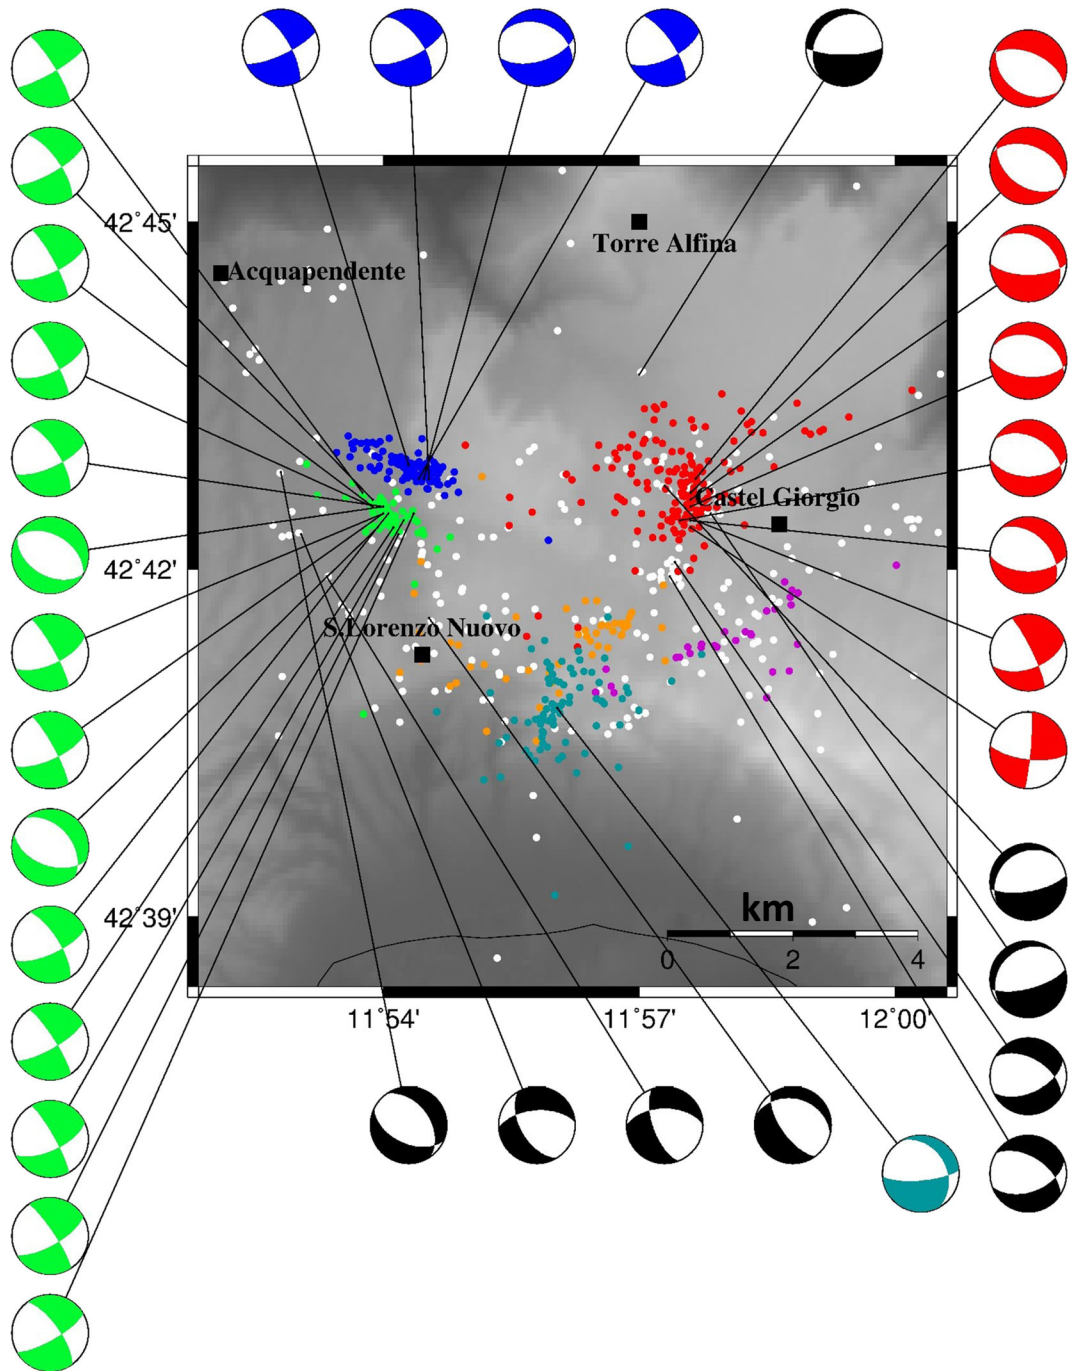 42°45'
Torre Alfina
Acquapendente
Castel Giorgio
42°42'
S.Lorenzo Nuovo
42°39'
km
0 2 4
11°54' 11°57' 12°00'